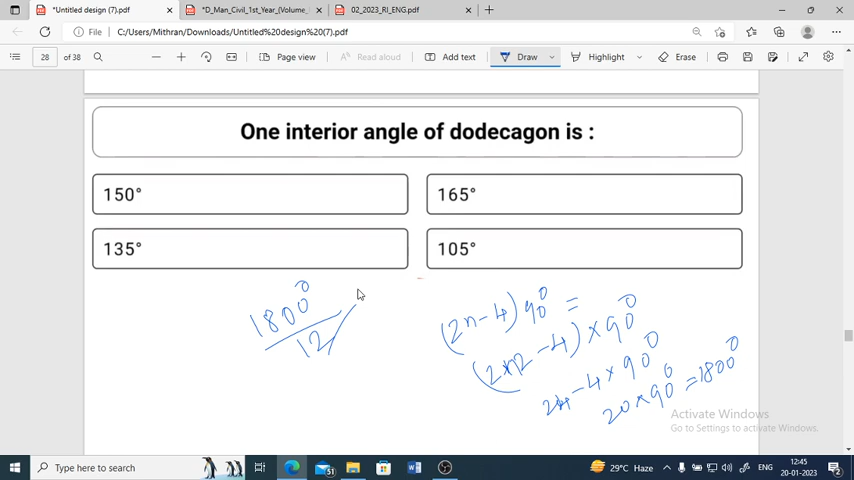 *Untitled design (7).pdf
*D_Man_Civil_1st_Year_(Volume_
02_2023_RI_ENG.pdf
File
C:/Users/Mithran/Downloads/Untitled%20design%20(7).pdf
28 of 38
Page view
Read aloud
Add text
Draw
Highlight
Erase
One interior angle of dodecagon is :
150°
165°
135°
105°
1800°
12
(2n-4) 90° =
(2×12-4)×90°
24-4×90°
20×90°=1800°
Activate Windows
Go to Settings to activate Windows.
Type here to search
51
29°C Haze
ENG
12:45
20-01-2023
2